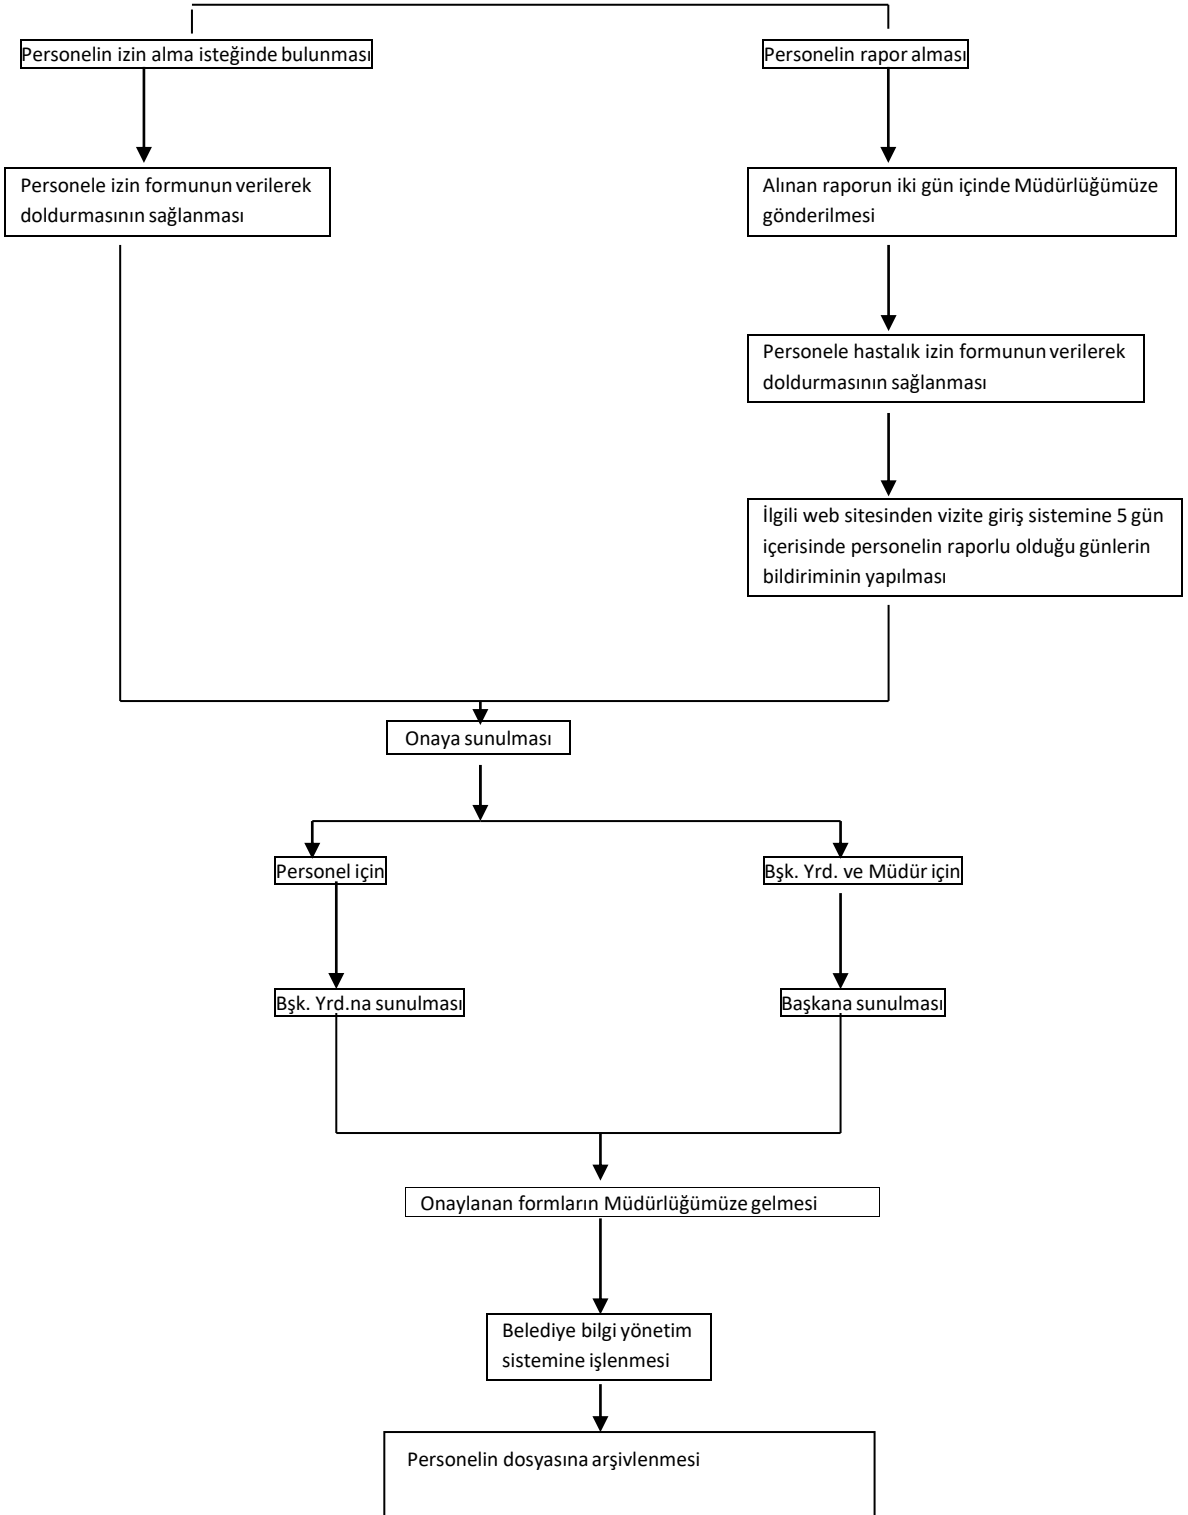 Personelin izin alma isteğinde bulunması
Personelin rapor alması
Personele izin formunun verilerek
doldurmasının sağlanması
Alınan raporun iki gün içinde Müdürlüğümüze
gönderilmesi
Personele hastalık izin formunun verilerek
doldurmasının sağlanması
İlgili web sitesinden vizite giriş sistemine 5 gün
içerisinde personelin raporlu olduğu günlerin
bildiriminin yapılması
Onaya sunulması
Personel için
Bşk. Yrd. ve Müdür için
Bşk. Yrd.na sunulması
Başkana sunulması
Onaylanan formların Müdürlüğümüze gelmesi
Belediye bilgi yönetim
sistemine işlenmesi
Personelin dosyasına arşivlenmesi